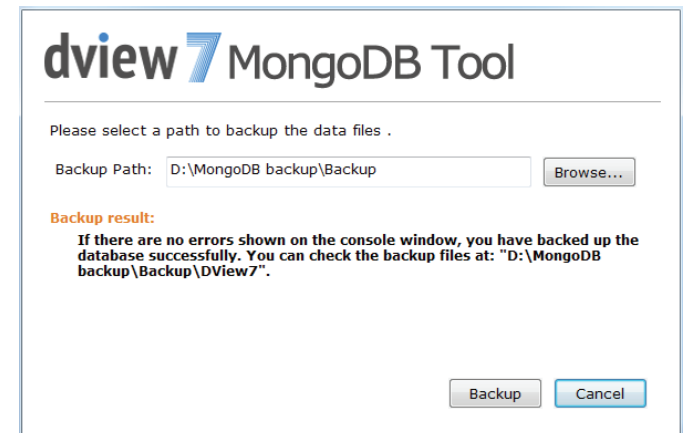 dview 7 MongoDB Tool
Please select a path to backup the data files .
Backup Path: D:\MongoDB backup\Backup Browse...
Backup result:
If there are no errors shown on the console window, you have backed up the
database successfully. You can check the backup files at: "D:\MongoDB
backup\Backup\DView7".
Backup Cancel